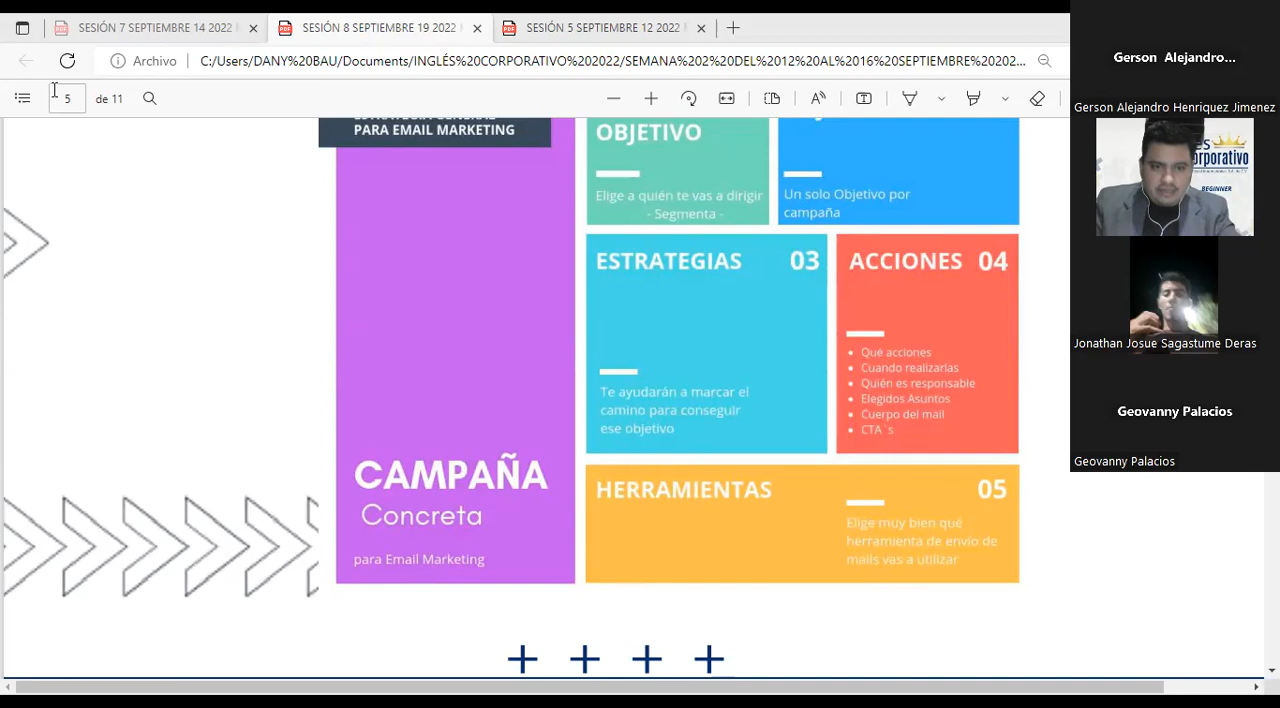 SESIÓN 7 SEPTIEMBRE 14 2022
SESIÓN 8 SEPTIEMBRE 19 2022
SESIÓN 5 SEPTIEMBRE 12 2022
Archivo
C:/Users/DANY%20BAU/Documents/INGLÉS%20CORPORATIVO%202022/SEMANA%202%20DEL%2012%20AL%2016%20SEPTIEMBRE%20202...
5
de 11
PARA EMAIL MARKETING
CAMPAÑA
Concreta
para Email Marketing
OBJETIVO
Elige a quién te vas a dirigir
- Segmenta -
Un solo Objetivo por
campaña
ESTRATEGIAS 03
Te ayudarán a marcar el
camino para conseguir
ese objetivo
ACCIONES 04
• Qué acciones
• Cuando realizarlas
• Quién es responsable
• Elegidos Asuntos
• Cuerpo del mail
• CTA´s
HERRAMIENTAS 05
Elige muy bien qué
herramienta de envío de
mails vas a utilizar
Gerson Alejandro...
Gerson Alejandro Henriquez Jimenez
BEGINNER
Jonathan Josue Sagastume Deras
Geovanny Palacios
Geovanny Palacios